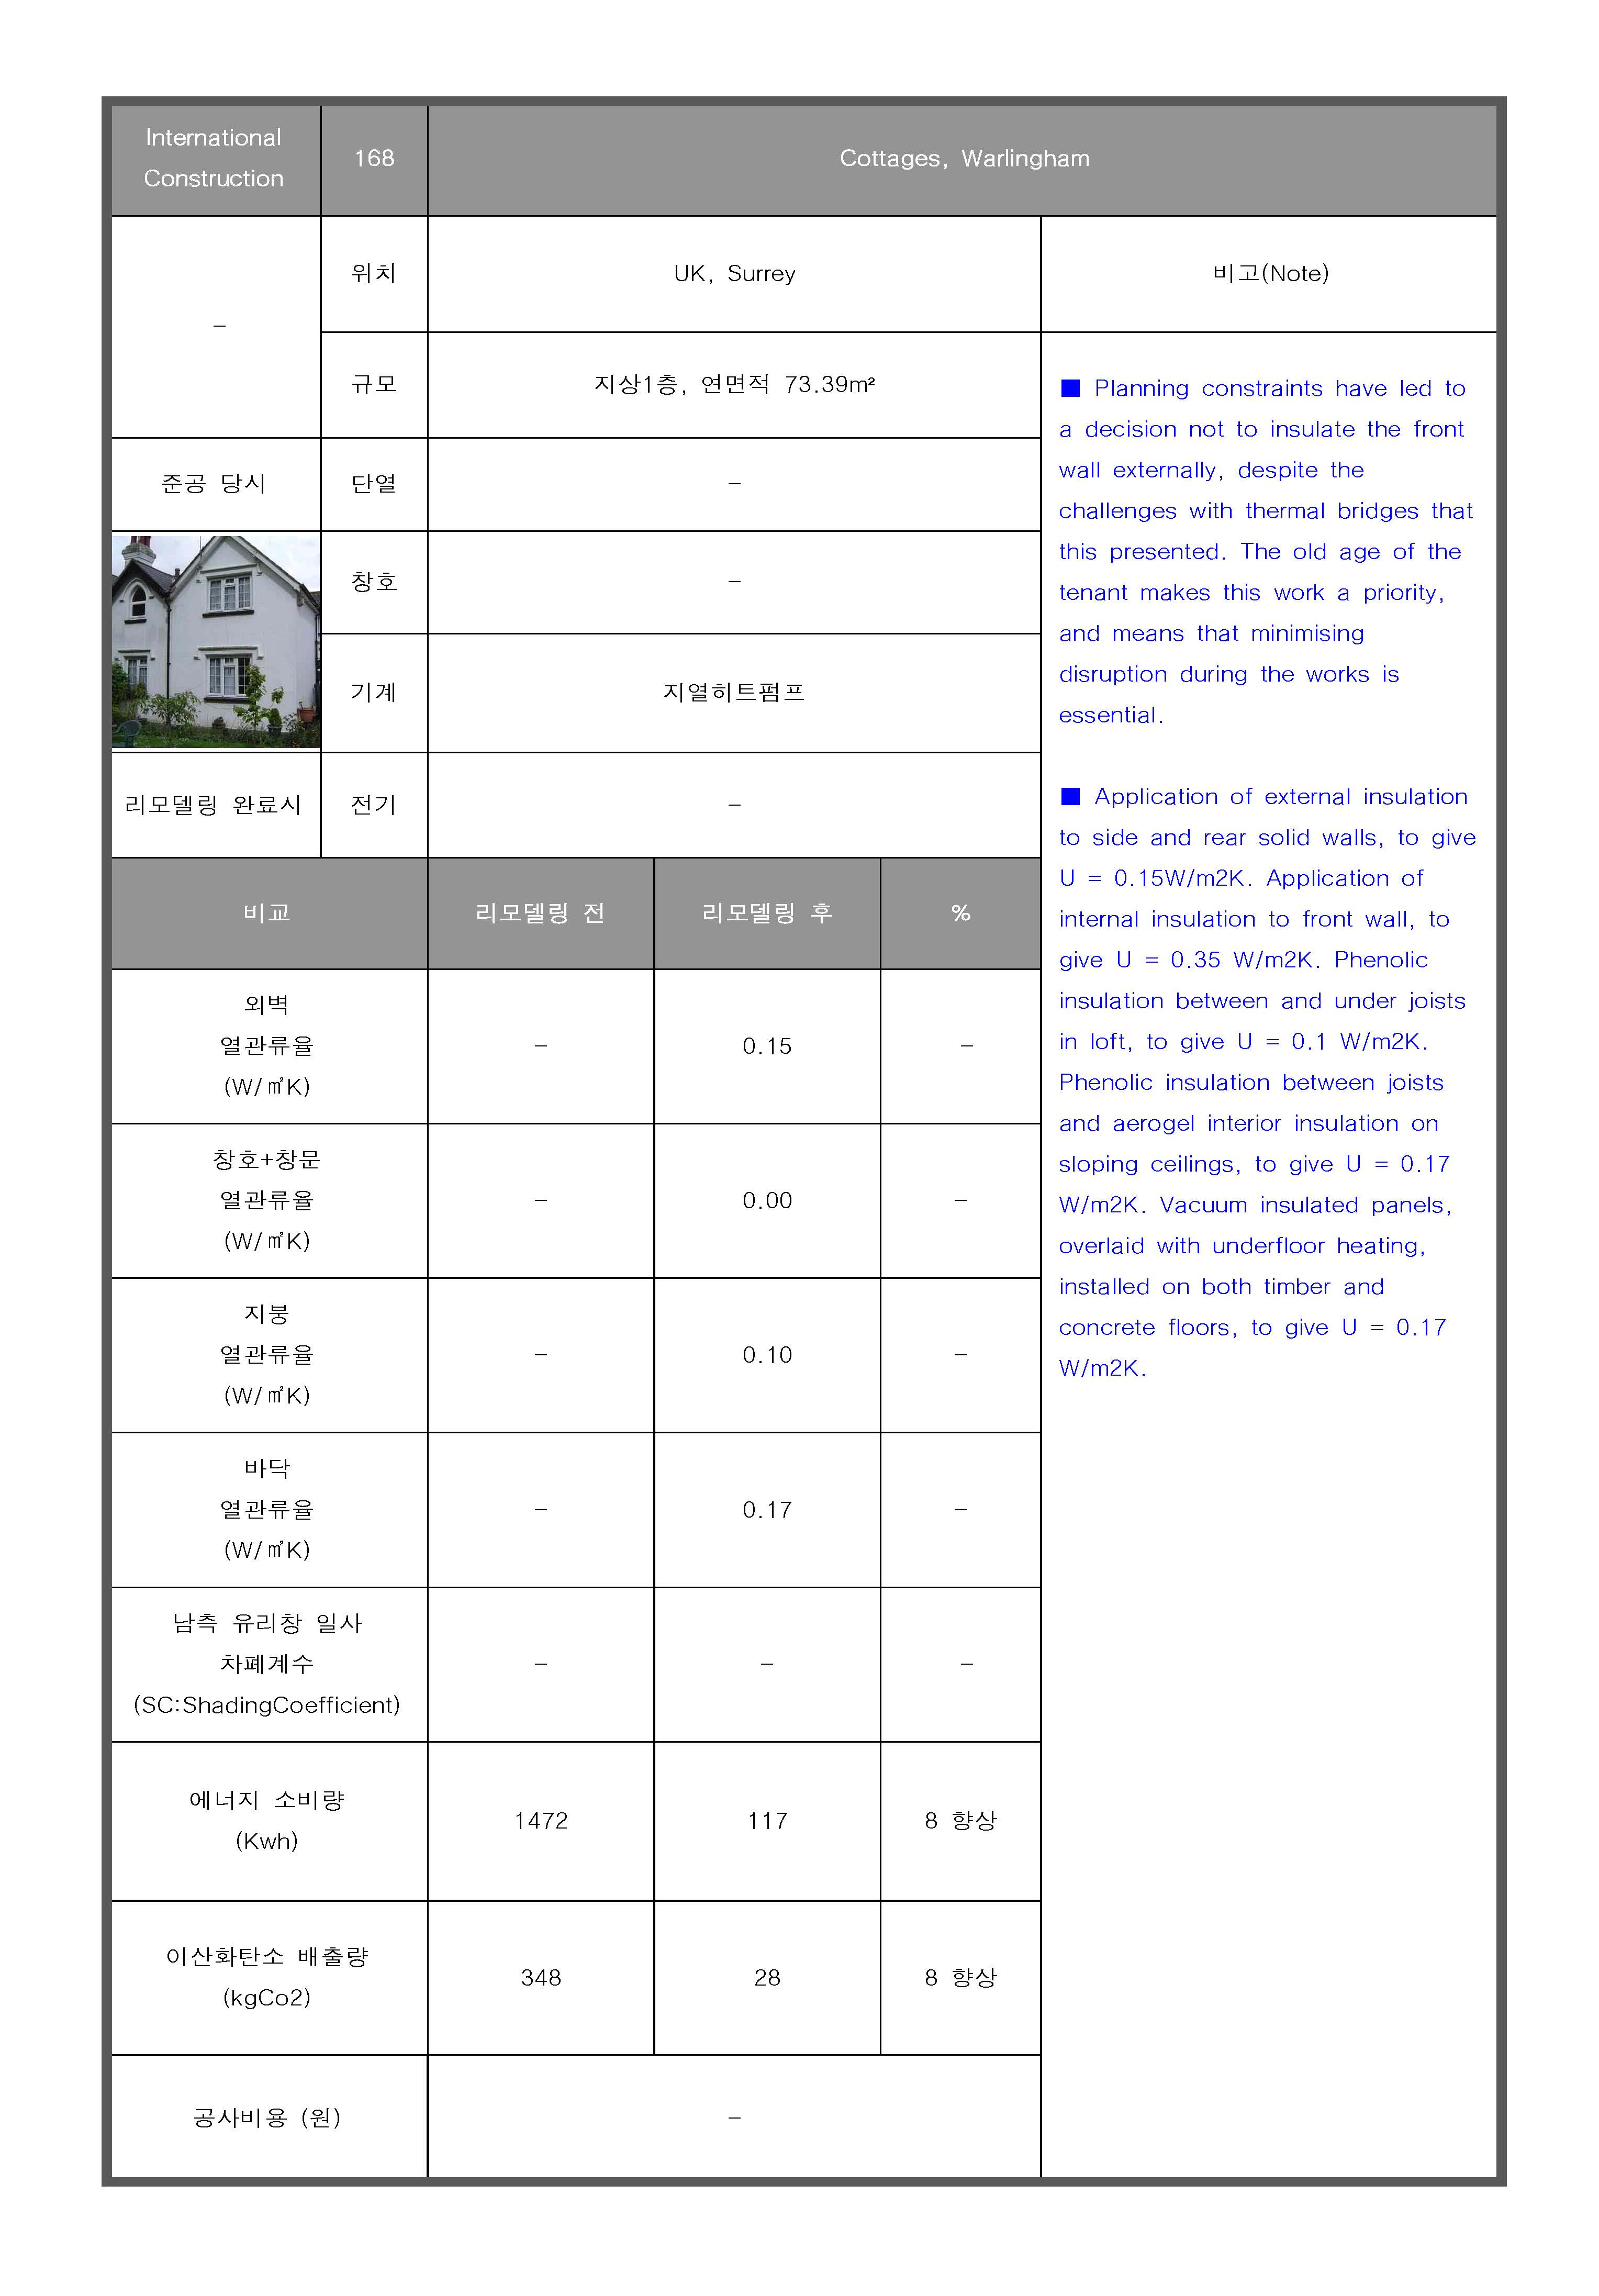 International
Construction
168
Cottages, Warlingham
–
위치
UK, Surrey
비고(Note)
규모
지상1층, 연면적 73.39m²
준공 당시
단열
–
창호
–
기계
지열히트펌프
리모델링 완료시
전기
–
■ Planning constraints have led to
a decision not to insulate the front
wall externally, despite the
challenges with thermal bridges that
this presented. The old age of the
tenant makes this work a priority,
and means that minimising
disruption during the works is
essential.
■ Application of external insulation
to side and rear solid walls, to give
U = 0.15W/m2K. Application of
internal insulation to front wall, to
give U = 0.35 W/m2K. Phenolic
insulation between and under joists
in loft, to give U = 0.1 W/m2K.
Phenolic insulation between joists
and aerogel interior insulation on
sloping ceilings, to give U = 0.17
W/m2K. Vacuum insulated panels,
overlaid with underfloor heating,
installed on both timber and
concrete floors, to give U = 0.17
W/m2K.
비교
리모델링 전
리모델링 후
%
외벽
열관류율
(W/㎡K)
–
0.15
–
창호+창문
열관류율
(W/㎡K)
–
0.00
–
지붕
열관류율
(W/㎡K)
–
0.10
–
바닥
열관류율
(W/㎡K)
–
0.17
–
남측 유리창 일사
차폐계수
(SC:ShadingCoefficient)
–
–
–
에너지 소비량
(Kwh)
1472
117
8 향상
이산화탄소 배출량
(kgCo2)
348
28
8 향상
공사비용 (원)
–